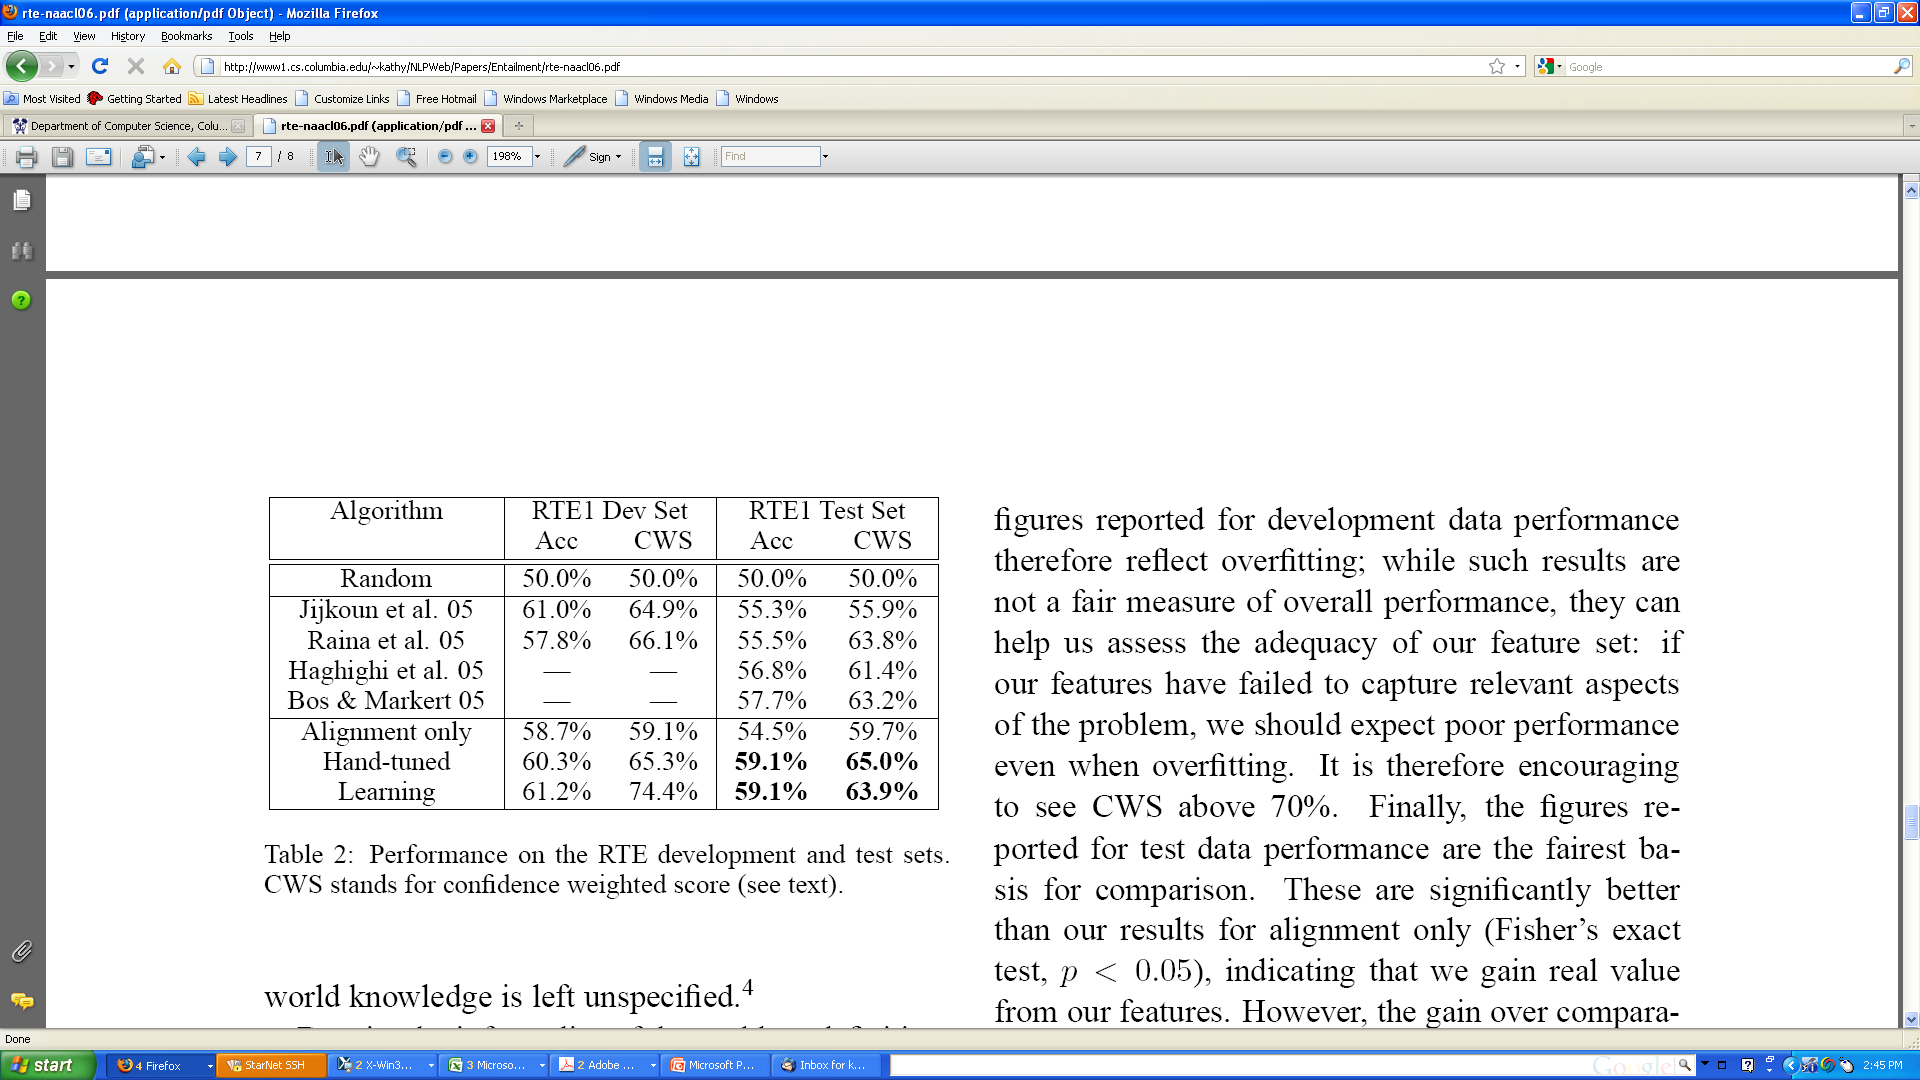 rte-naacl06.pdf (application/pdf Object) - Mozilla Firefox
File Edit View History Bookmarks Tools Help
http://www1.cs.columbia.edu/~kathy/NLPWeb/Papers/Entailment/rte-naacl06.pdf
Google
Most Visited Getting Started Latest Headlines Customize Links Free Hotmail Windows Marketplace Windows Media Windows
Department of Computer Science, Colu... rte-naacl06.pdf (application/pdf ...
7 / 8 198% Sign Find
Algorithm RTE1 Dev Set RTE1 Test Set
Acc CWS Acc CWS
Random 50.0% 50.0% 50.0% 50.0%
Jijkoun et al. 05 61.0% 64.9% 55.3% 55.9%
Raina et al. 05 57.8% 66.1% 55.5% 63.8%
Haghighi et al. 05 — — 56.8% 61.4%
Bos & Markert 05 — — 57.7% 63.2%
Alignment only 58.7% 59.1% 54.5% 59.7%
Hand-tuned 60.3% 65.3% 59.1% 65.0%
Learning 61.2% 74.4% 59.1% 63.9%
Table 2: Performance on the RTE development and test sets.
CWS stands for confidence weighted score (see text).
world knowledge is left unspecified.4
figures reported for development data performance
therefore reflect overfitting; while such results are
not a fair measure of overall performance, they can
help us assess the adequacy of our feature set: if
our features have failed to capture relevant aspects
of the problem, we should expect poor performance
even when overfitting. It is therefore encouraging
to see CWS above 70%. Finally, the figures re-
ported for test data performance are the fairest ba-
sis for comparison. These are significantly better
than our results for alignment only (Fisher's exact
test, p < 0.05), indicating that we gain real value
from our features. However, the gain over compara-
Done
start 4 Firefox StarNet SSH 2 X-Win3... 3 Microso... 2 Adobe ... Microsoft P... Inbox for k... Google 2:45 PM